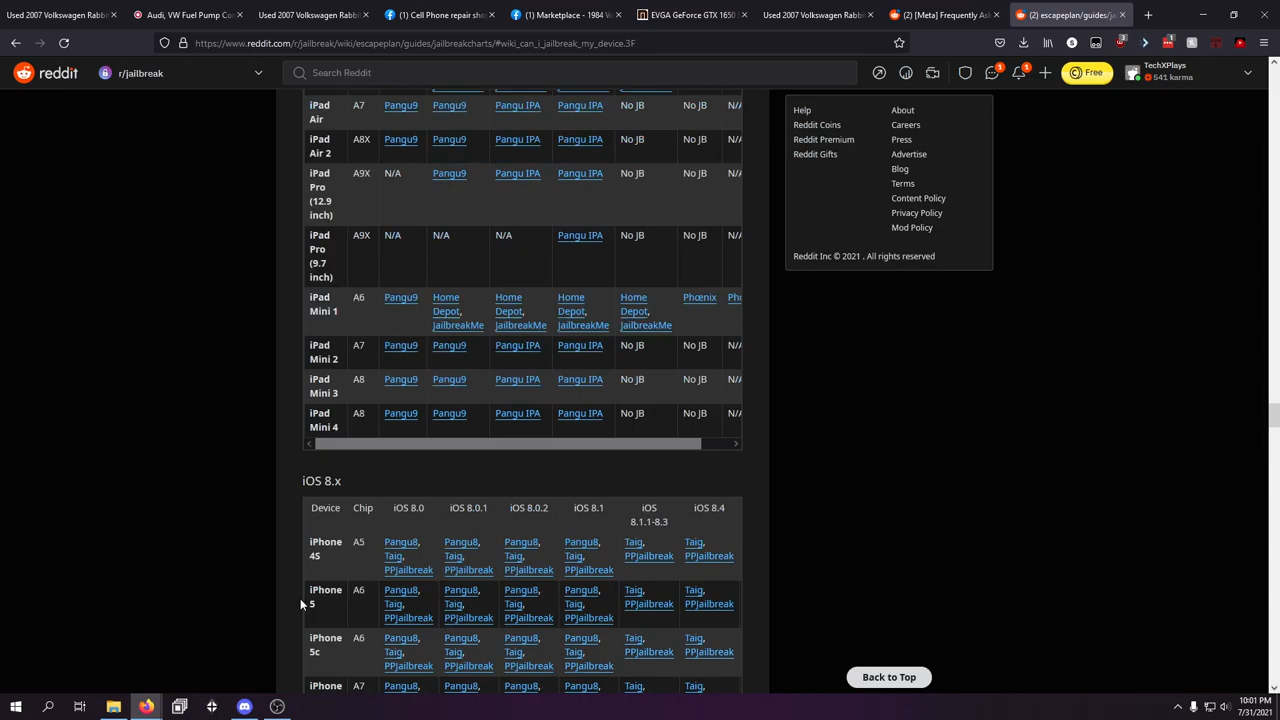 Used 2007 Volkswagen Rabbit
Audi, VW Fuel Pump Con
Used 2007 Volkswagen Rabbit
(1) Cell Phone repair shop
(1) Marketplace - 1984 Vo
EVGA GeForce GTX 1650 S
Used 2007 Volkswagen Rabbit
(2) [Meta] Frequently Ask
(2) escapeplan/guides/ja
https://www.reddit.com/r/jailbreak/wiki/escapeplan/guides/jailbreakcharts/#wiki_can_i_jailbreak_my_device.3F
reddit r/jailbreak Search Reddit 1 1 Free TechXPlays
541 karma
iPad Air A7 Pangu9 Pangu9 Pangu IPA Pangu IPA No JB No JB N/A
iPad Air 2 A8X Pangu9 Pangu9 Pangu IPA Pangu IPA No JB No JB N/A
iPad Pro (12.9 inch) A9X N/A Pangu9 Pangu IPA Pangu IPA No JB No JB N/A
iPad Pro (9.7 inch) A9X N/A N/A N/A Pangu IPA No JB No JB N/A
iPad Mini 1 A6 Pangu9 Home Depot, JailbreakMe Home Depot, JailbreakMe Home Depot, JailbreakMe Home Depot, JailbreakMe Phœnix Pho
iPad Mini 2 A7 Pangu9 Pangu9 Pangu IPA Pangu IPA No JB No JB N/A
iPad Mini 3 A8 Pangu9 Pangu9 Pangu IPA Pangu IPA No JB No JB N/A
iPad Mini 4 A8 Pangu9 Pangu9 Pangu IPA Pangu IPA No JB No JB N/A
iOS 8.x
Device Chip iOS 8.0 iOS 8.0.1 iOS 8.0.2 iOS 8.1 iOS 8.1.1-8.3 iOS 8.4
iPhone 4S A5 Pangu8, Taig, PPJailbreak Pangu8, Taig, PPJailbreak Pangu8, Taig, PPJailbreak Pangu8, Taig, PPJailbreak Taig, PPJailbreak Taig, PPJailbreak
iPhone 5 A6 Pangu8, Taig, PPJailbreak Pangu8, Taig, PPJailbreak Pangu8, Taig, PPJailbreak Pangu8, Taig, PPJailbreak Taig, PPJailbreak Taig, PPJailbreak
iPhone 5c A6 Pangu8, Taig, PPJailbreak Pangu8, Taig, PPJailbreak Pangu8, Taig, PPJailbreak Pangu8, Taig, PPJailbreak Taig, PPJailbreak Taig, PPJailbreak
iPhone A7 Pangu8, Pangu8, Pangu8, Pangu8, Taig, Taig,
Help About
Reddit Coins Careers
Reddit Premium Press
Reddit Gifts Advertise
Blog
Terms
Content Policy
Privacy Policy
Mod Policy
Reddit Inc © 2021 . All rights reserved
Back to Top
10:01 PM
7/31/2021